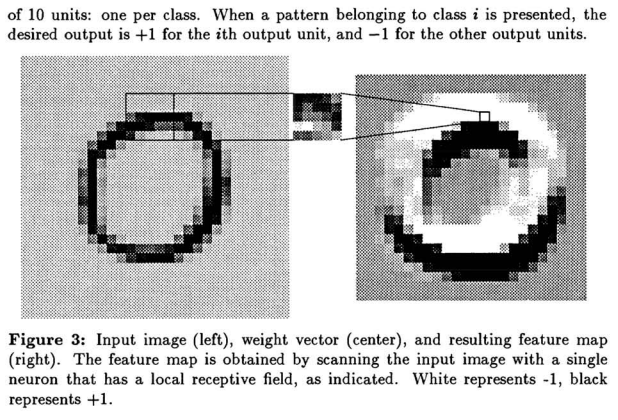 of 10 units: one per class. When a pattern belonging to class i is presented, the
desired output is +1 for the ith output unit, and −1 for the other output units.
Figure 3: Input image (left), weight vector (center), and resulting feature map
(right). The feature map is obtained by scanning the input image with a single
neuron that has a local receptive field, as indicated. White represents -1, black
represents +1.